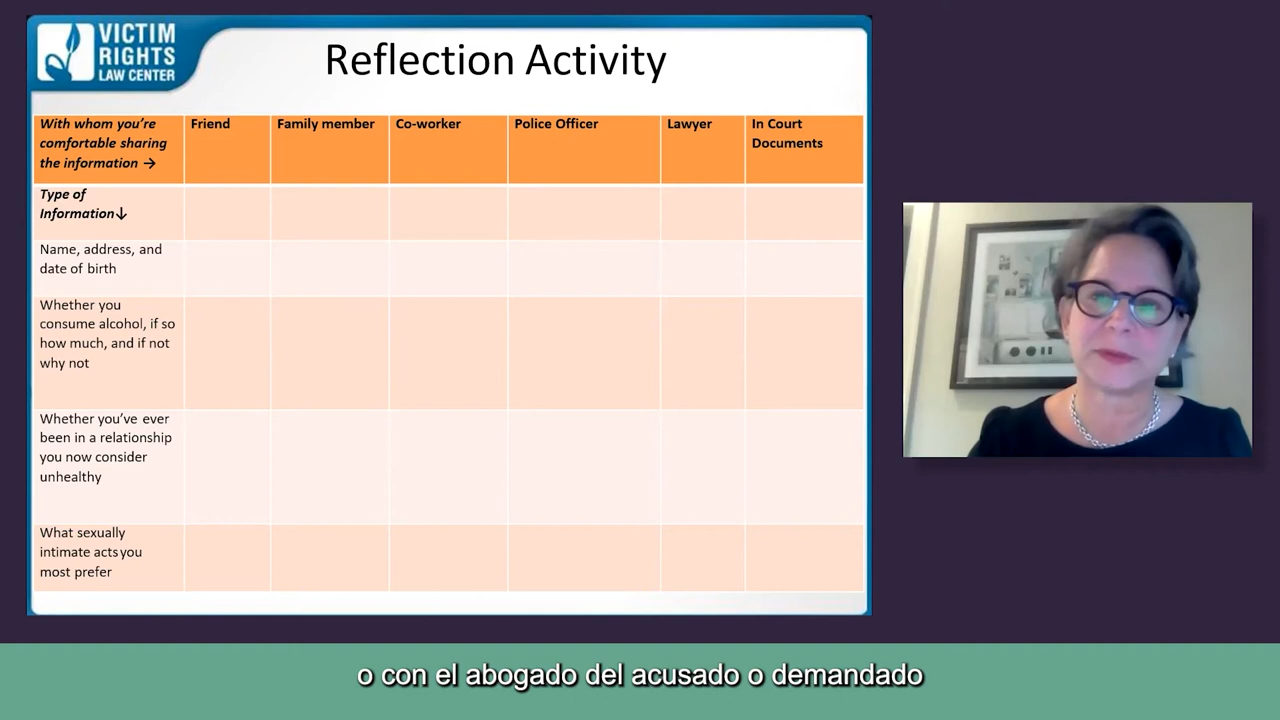 VICTIM
RIGHTS
LAW CENTER
Reflection Activity
With whom you're
comfortable sharing
the information →
Friend
Family member
Co-worker
Police Officer
Lawyer
In Court
Documents
Type of
Information↓
Name, address, and
date of birth
Whether you
consume alcohol, if so
how much, and if not
why not
Whether you've ever
been in a relationship
you now consider
unhealthy
What sexually
intimate acts you
most prefer
o con el abogado del acusado o demandado